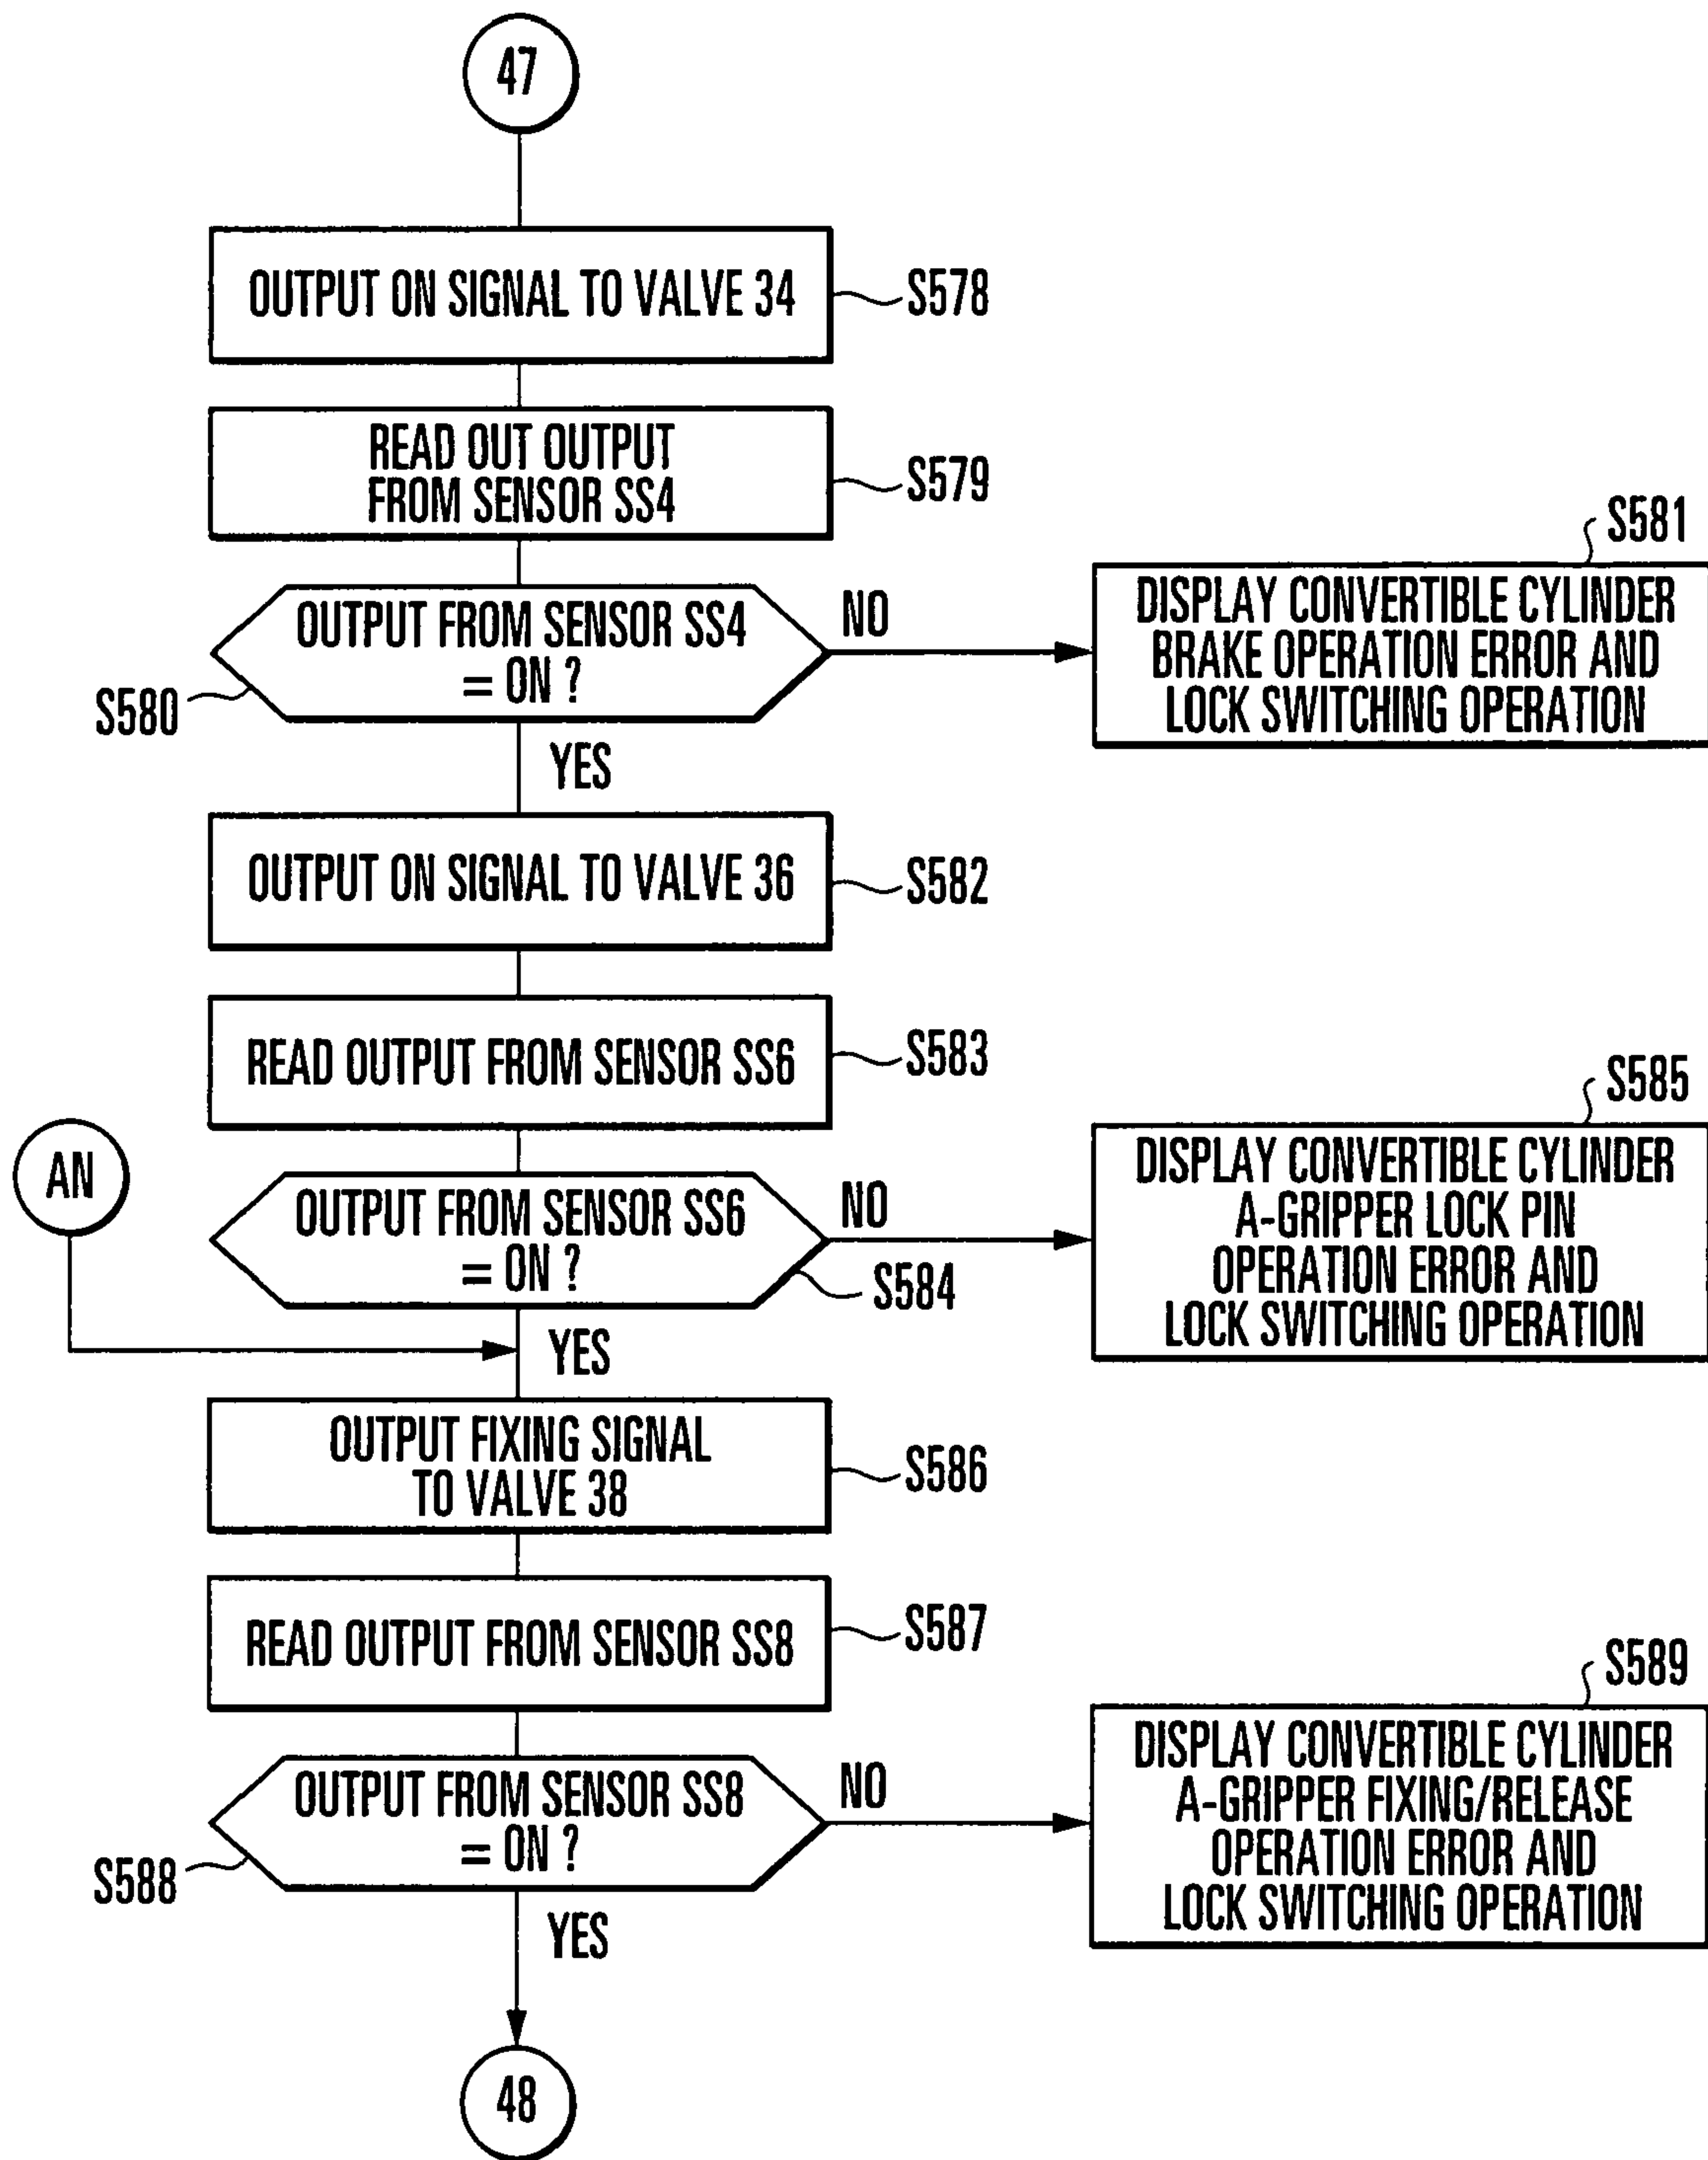 47
OUTPUT ON SIGNAL TO VALVE 34
S578
READ OUT OUTPUT
FROM SENSOR SS4
S579
OUTPUT FROM SENSOR SS4
= ON ?
S580
NO
S581
DISPLAY CONVERTIBLE CYLINDER
BRAKE OPERATION ERROR AND
LOCK SWITCHING OPERATION
YES
OUTPUT ON SIGNAL TO VALVE 36
S582
READ OUTPUT FROM SENSOR SS6
S583
AN
OUTPUT FROM SENSOR SS6
= ON ?
S584
NO
S585
DISPLAY CONVERTIBLE CYLINDER
A-GRIPPER LOCK PIN
OPERATION ERROR AND
LOCK SWITCHING OPERATION
YES
OUTPUT FIXING SIGNAL
TO VALVE 38
S586
READ OUTPUT FROM SENSOR SS8
S587
OUTPUT FROM SENSOR SS8
= ON ?
S588
NO
S589
DISPLAY CONVERTIBLE CYLINDER
A-GRIPPER FIXING/RELEASE
OPERATION ERROR AND
LOCK SWITCHING OPERATION
YES
48